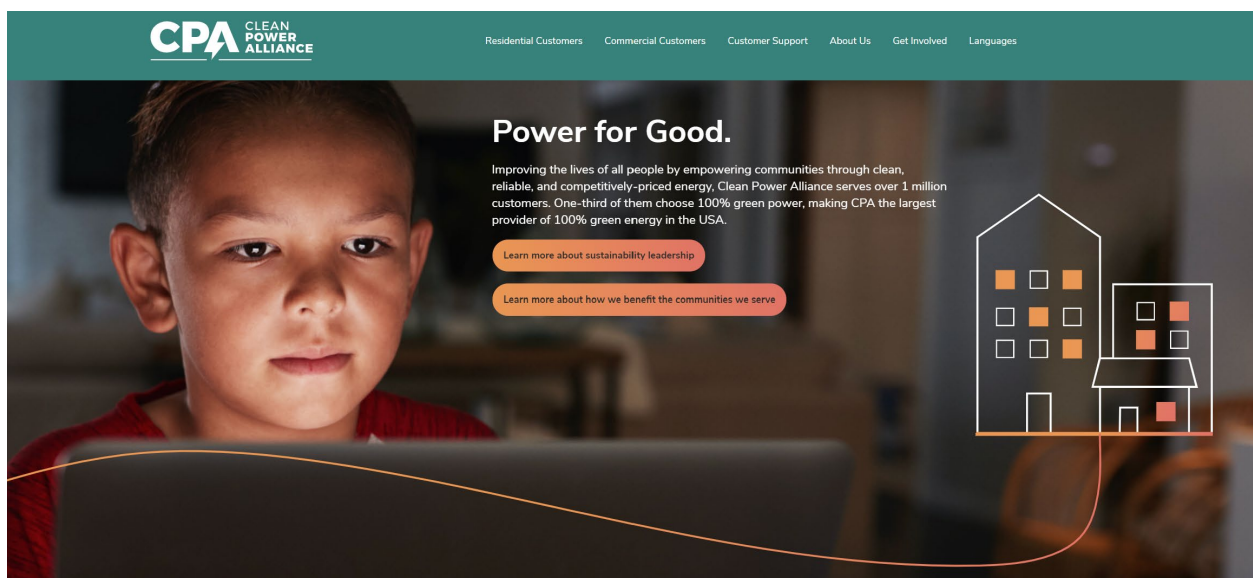 CPA CLEAN
POWER
ALLIANCE
Residential Customers Commercial Customers Customer Support About Us Get Involved Languages
Power for Good.
Improving the lives of all people by empowering communities through clean,
reliable, and competitively-priced energy, Clean Power Alliance serves over 1 million
customers. One-third of them choose 100% green power, making CPA the largest
provider of 100% green energy in the USA.
Learn more about sustainability leadership
Learn more about how we benefit the communities we serve